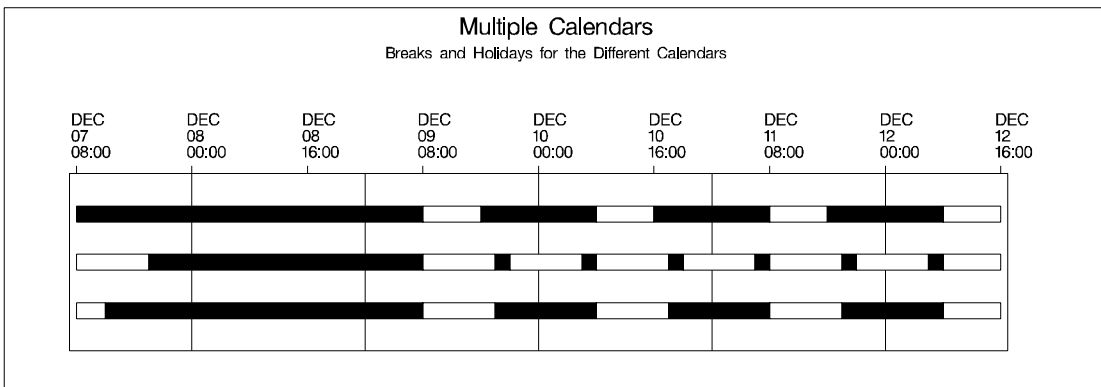 Multiple Calendars
Breaks and Holidays for the Different Calendars
DEC DEC DEC DEC DEC DEC DEC DEC DEC
07 08 08 09 10 10 11 12 12
08:00 00:00 16:00 08:00 00:00 16:00 08:00 00:00 16:00